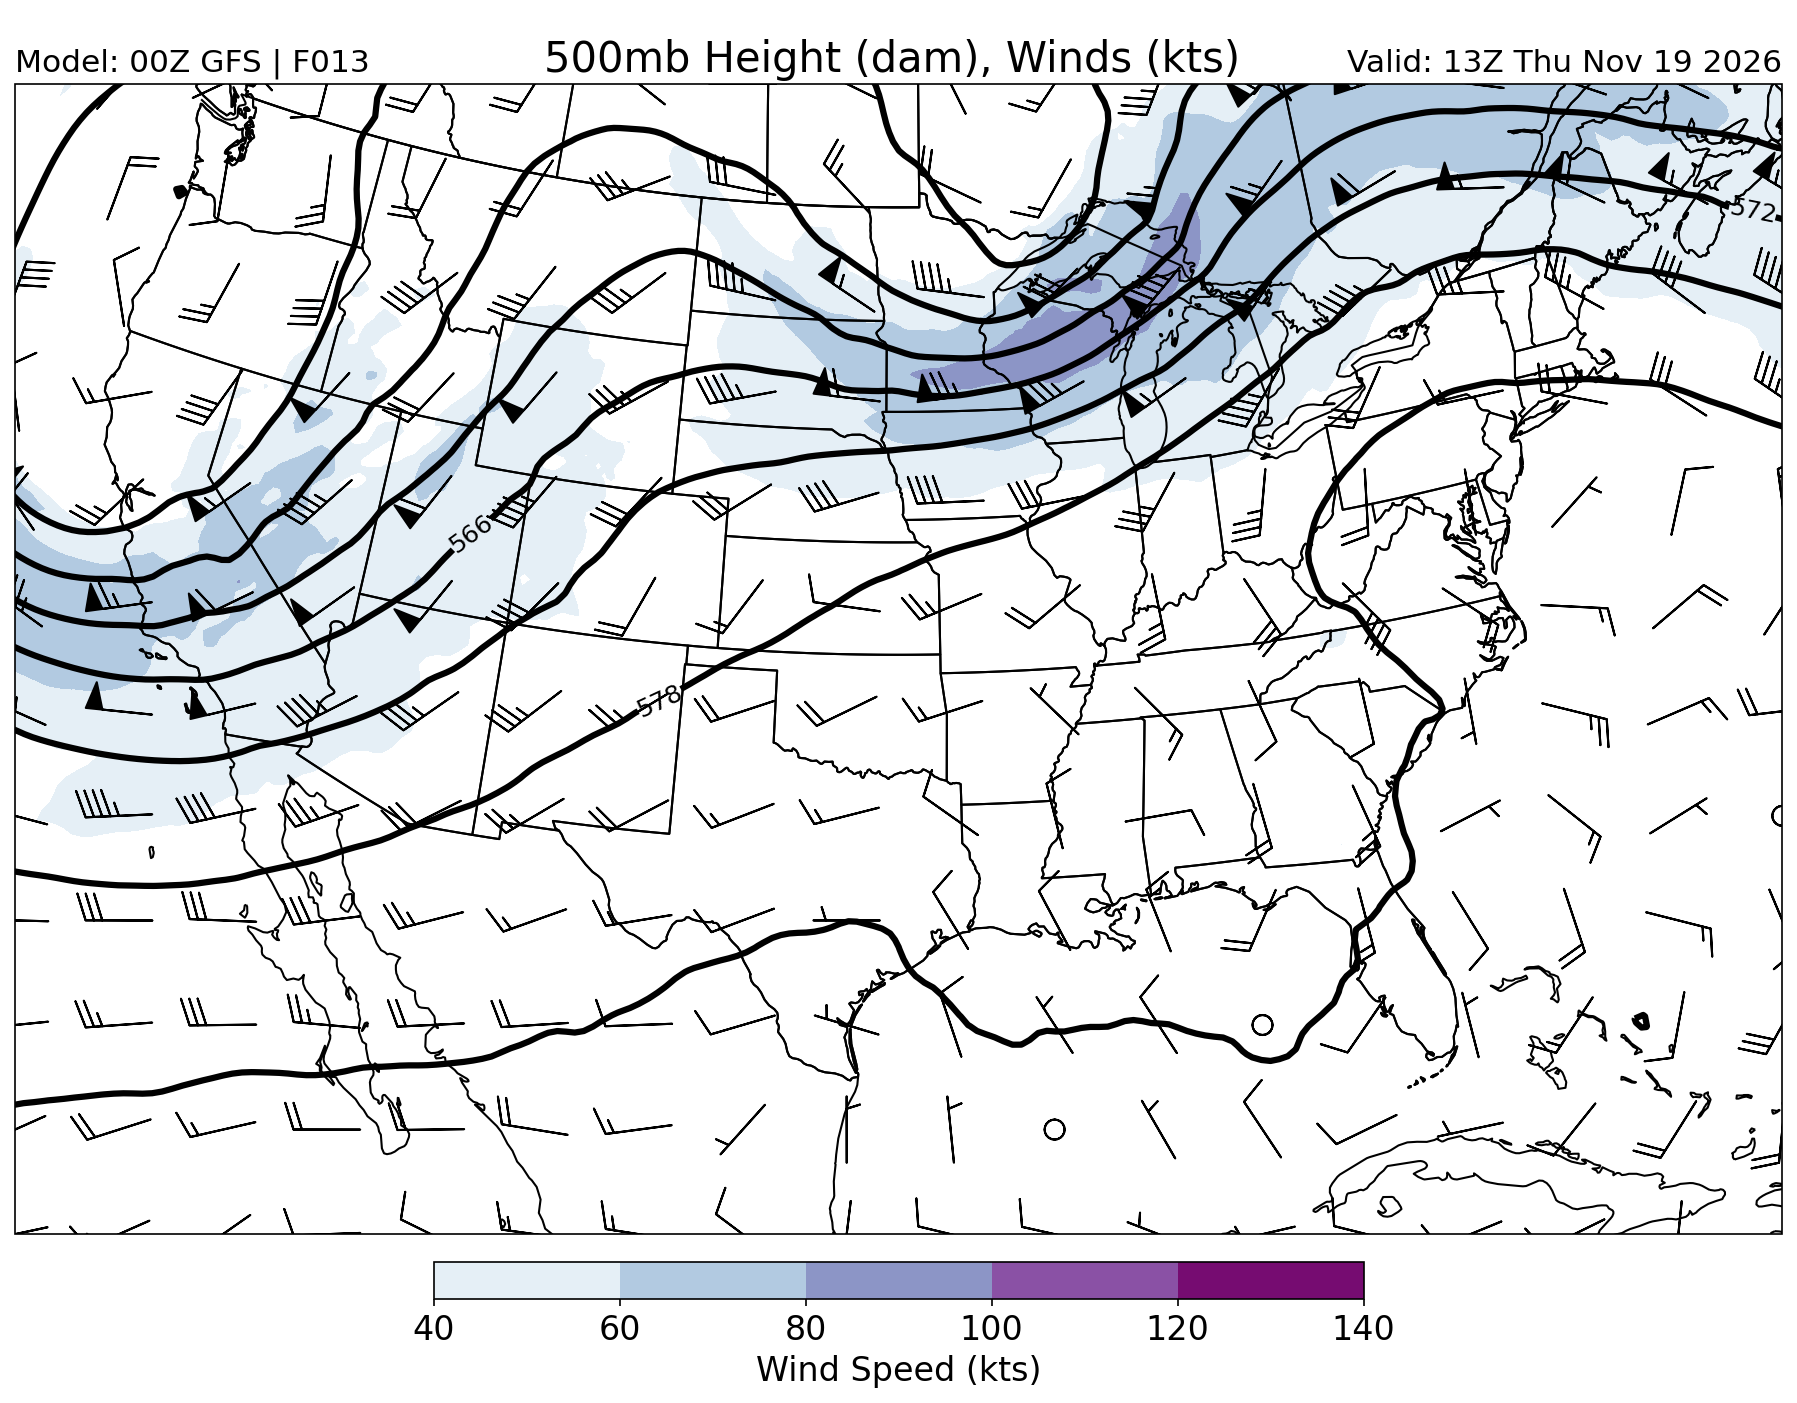 Model: 00Z GFS | F013
500mb Height (dam), Winds (kts)
Valid: 13Z Thu Nov 19 2026
572
566
578
40 60 80 100 120 140
Wind Speed (kts)